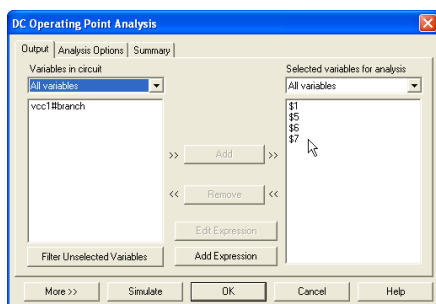 DC Operating Point Analysis
Output Analysis Options Summary
Variables in circuit
All variables
vcc1#branch
Selected variables for analysis
All variables
$1
$5
$6
$7
>> Add >>
<< Remove <<
Edit Expression
Filter Unselected Variables Add Expression
More >> Simulate OK Cancel Help